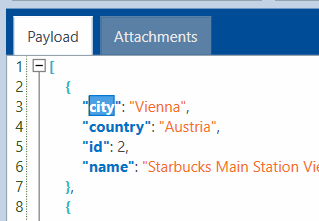 Payload Attachments
1 [
2 {
3 "city": "Vienna",
4 "country": "Austria",
5 "id": 2,
6 "name": "Starbucks Main Station Vie
7 },
8 {